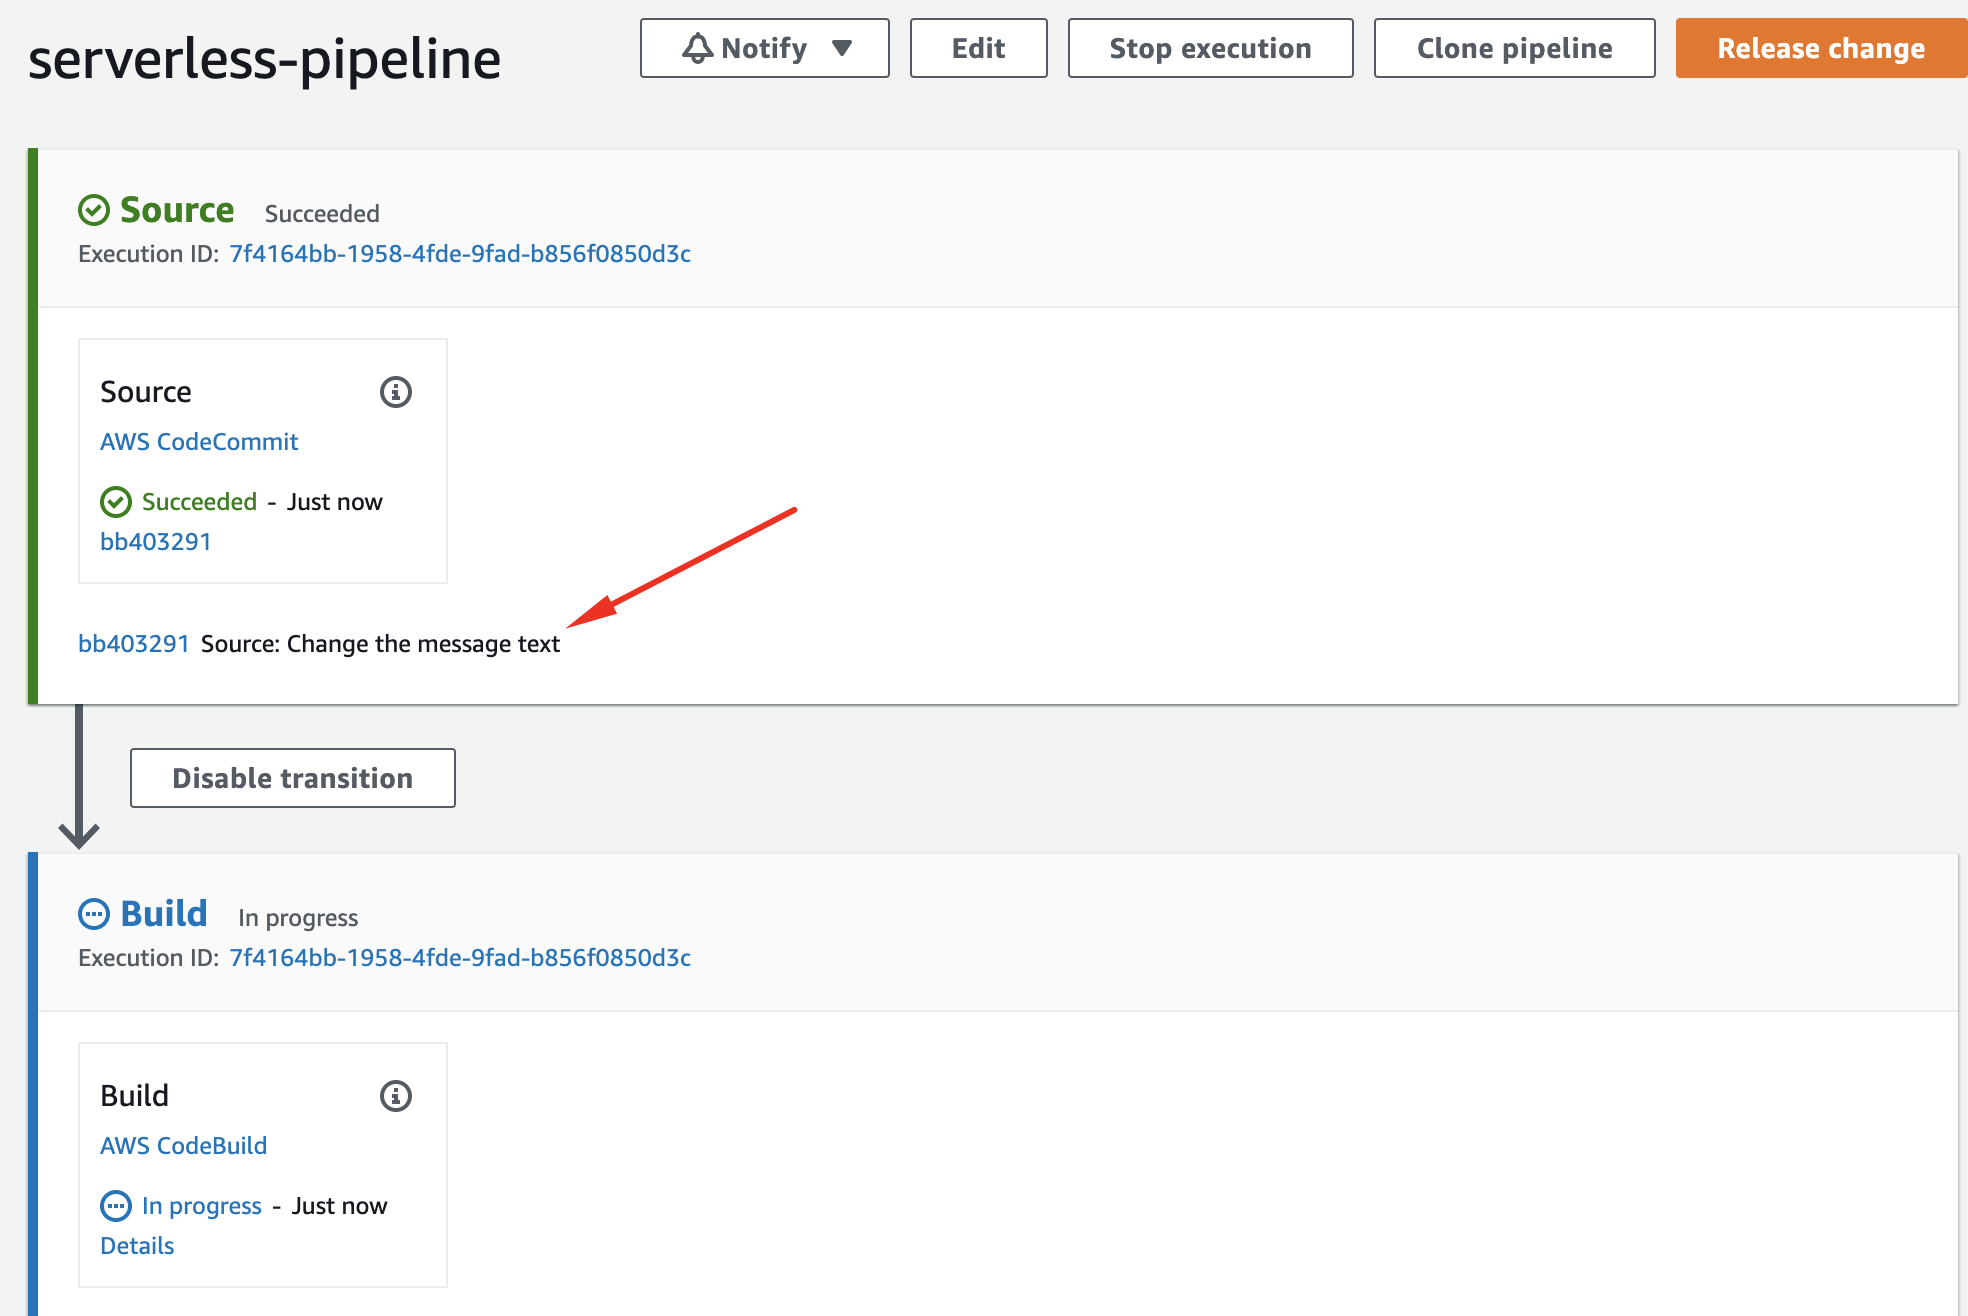 serverless-pipeline
Notify
Edit
Stop execution
Clone pipeline
Release change
Source Succeeded
Execution ID: 7f4164bb-1958-4fde-9fad-b856f0850d3c
Source
AWS CodeCommit
Succeeded - Just now
bb403291
bb403291 Source: Change the message text
Disable transition
Build In progress
Execution ID: 7f4164bb-1958-4fde-9fad-b856f0850d3c
Build
AWS CodeBuild
In progress - Just now
Details